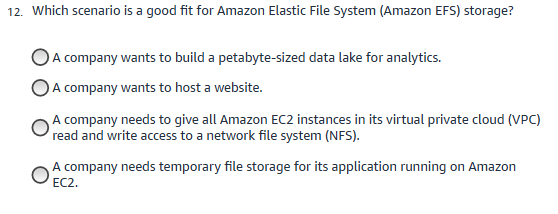 12. Which scenario is a good fit for Amazon Elastic File System (Amazon EFS) storage?
A company wants to build a petabyte-sized data lake for analytics.
A company wants to host a website.
A company needs to give all Amazon EC2 instances in its virtual private cloud (VPC)
read and write access to a network file system (NFS).
A company needs temporary file storage for its application running on Amazon
EC2.